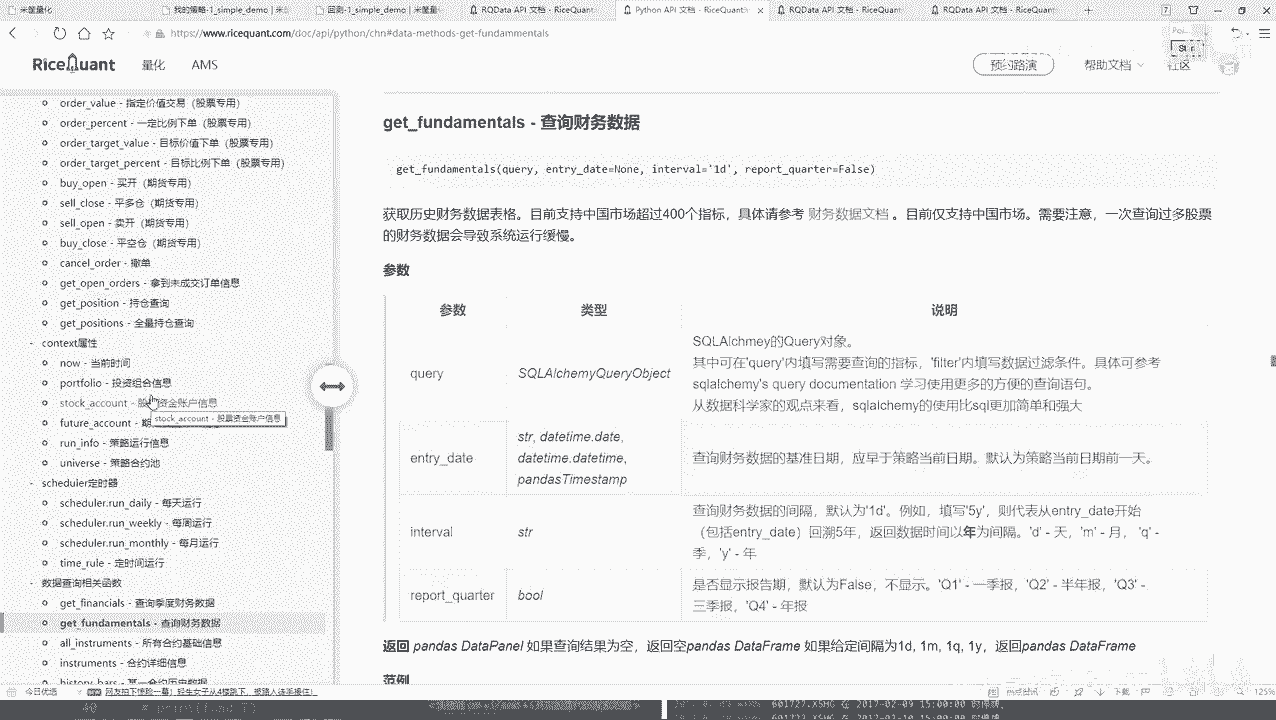 米筐量化
我的策略-1_simple_demo | 米
回测-1_simple_demo | 米筐量
RQData API 文档 - RiceQuant
Python API 文档 - RiceQuant
RQData API 文档 - RiceQuant
RQData API 文档 - RiceQuant
https://www.ricequant.com/doc/api/python/chn#data-methods-get-fundammentals
RiceQuant
量化
AMS
预约路演
帮助文档
社区
order_value - 指定价值交易（股票专用）
order_percent - 一定比例下单（股票专用）
order_target_value - 目标价值下单（股票专用）
order_target_percent - 目标比例下单（股票专用）
buy_open - 买开（期货专用）
sell_close - 平多仓（期货专用）
sell_open - 卖开（期货专用）
buy_close - 平空仓（期货专用）
cancel_order - 撤单
get_open_orders - 拿到未成交订单信息
get_position - 持仓查询
get_positions - 全量持仓查询
context属性
now - 当前时间
portfolio - 投资组合信息
stock_account - 股票资金账户信息
stock_account - 股票资金账户信息
future_account - 期
run_info - 策略运行信息
universe - 策略合约池
scheduler定时器
scheduler.run_daily - 每天运行
scheduler.run_weekly - 每周运行
scheduler.run_monthly - 每月运行
time_rule - 定时间运行
数据查询相关函数
get_financials - 查询季度财务数据
get_fundamentals - 查询财务数据
all_instruments - 所有合约基础信息
instruments - 合约详细信息
history_bars - 某一合约历史数据
get_fundamentals - 查询财务数据
get_fundamentals(query, entry_date=None, interval='1d', report_quarter=False)
获取历史财务数据表格。目前支持中国市场超过400个指标，具体请参考 财务数据文档 。目前仅支持中国市场。需要注意，一次查询过多股票
的财务数据会导致系统运行缓慢。
参数
参数 类型 说明
query SQLAlchemyQueryObject
SQLAlchmey的Query对象。
其中可在'query'内填写需要查询的指标，'filter'内填写数据过滤条件。具体可参考
sqlalchemy's query documentation 学习使用更多的方便的查询语句。
从数据科学家的观点来看，sqlalchemy的使用比sql更加简单和强大
entry_date
str, datetime.date,
datetime.datetime,
pandasTimestamp
查询财务数据的基准日期，应早于策略当前日期。默认为策略当前日期前一天。
interval str
查询财务数据的间隔，默认为'1d'。例如，填写'5y'，则代表从entry_date开始
（包括entry_date）回溯5年，返回数据时间以年为间隔。'd' - 天，'m' - 月， 'q' -
季，'y' - 年
report_quarter bool
是否显示报告期，默认为False，不显示。'Q1' - 一季报，'Q2' - 半年报，'Q3' -
三季报，'Q4' - 年报
返回 pandas DataPanel 如果查询结果为空，返回空pandas DataFrame 如果给定间隔为1d, 1m, 1q, 1y，返回pandas DataFrame
范例
今日优选
下载
125%
601727.XSHG 在 2017-02-09 15:00:00